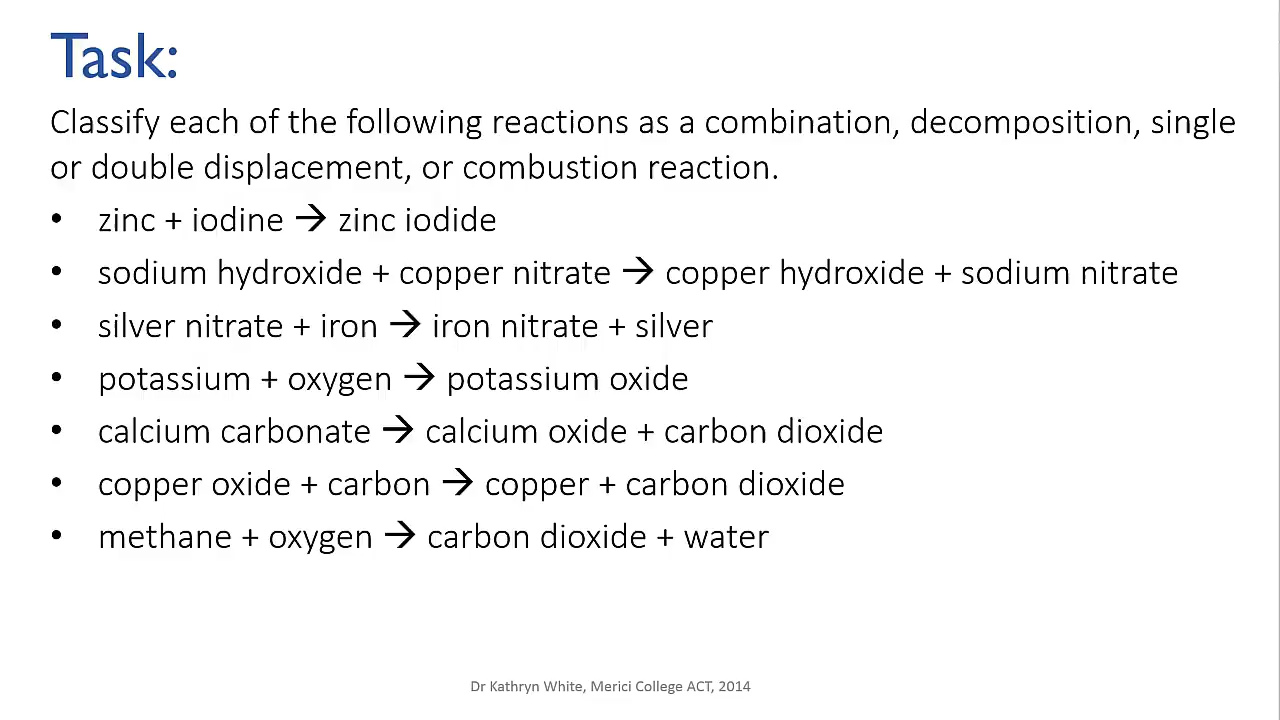 Task:
Classify each of the following reactions as a combination, decomposition, single
or double displacement, or combustion reaction.
• zinc + iodine → zinc iodide
• sodium hydroxide + copper nitrate → copper hydroxide + sodium nitrate
• silver nitrate + iron → iron nitrate + silver
• potassium + oxygen → potassium oxide
• calcium carbonate → calcium oxide + carbon dioxide
• copper oxide + carbon → copper + carbon dioxide
• methane + oxygen → carbon dioxide + water
Dr Kathryn White, Merici College ACT, 2014